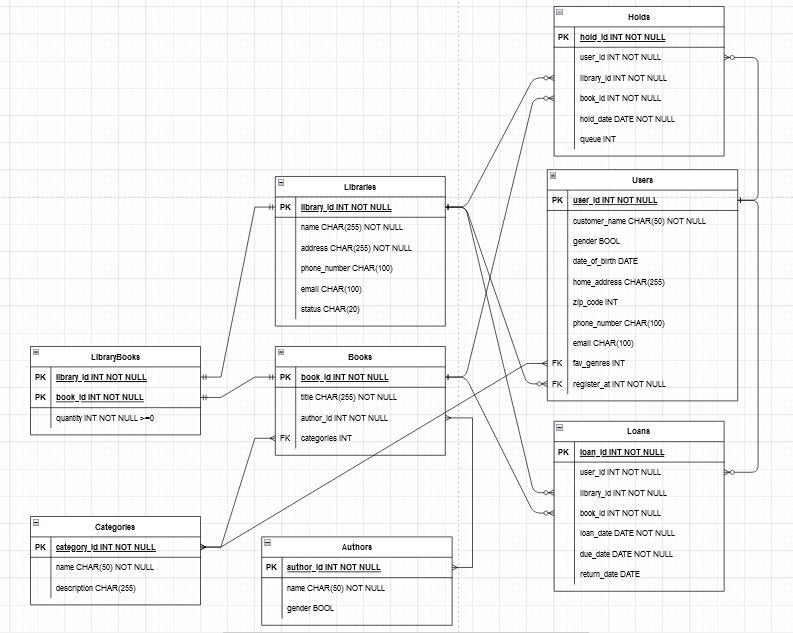 Holds
PK hold_id INT NOT NULL
user_id INT NOT NULL
library_id INT NOT NULL
book_id INT NOT NULL
hold_date DATE NOT NULL
queue INT
Libraries
PK library_id INT NOT NULL
name CHAR(255) NOT NULL
address CHAR(255) NOT NULL
phone_number CHAR(100)
email CHAR(100)
status CHAR(20)
Users
PK user_id INT NOT NULL
customer_name CHAR(50) NOT NULL
gender BOOL
date_of_birth DATE
home_address CHAR(255)
zip_code INT
phone_number CHAR(100)
email CHAR(100)
FK fav_genres INT
FK register_at INT NOT NULL
LibraryBooks
PK library_id INT NOT NULL
PK book_id INT NOT NULL
quantity INT NOT NULL >=0
Books
PK book_id INT NOT NULL
title CHAR(255) NOT NULL
author_id INT NOT NULL
FK categories INT
Loans
PK loan_id INT NOT NULL
user_id INT NOT NULL
library_id INT NOT NULL
book_id INT NOT NULL
loan_date DATE NOT NULL
due_date DATE NOT NULL
return_date DATE
Categories
PK category_id INT NOT NULL
name CHAR(50) NOT NULL
description CHAR(255)
Authors
PK author_id INT NOT NULL
name CHAR(50) NOT NULL
gender BOOL